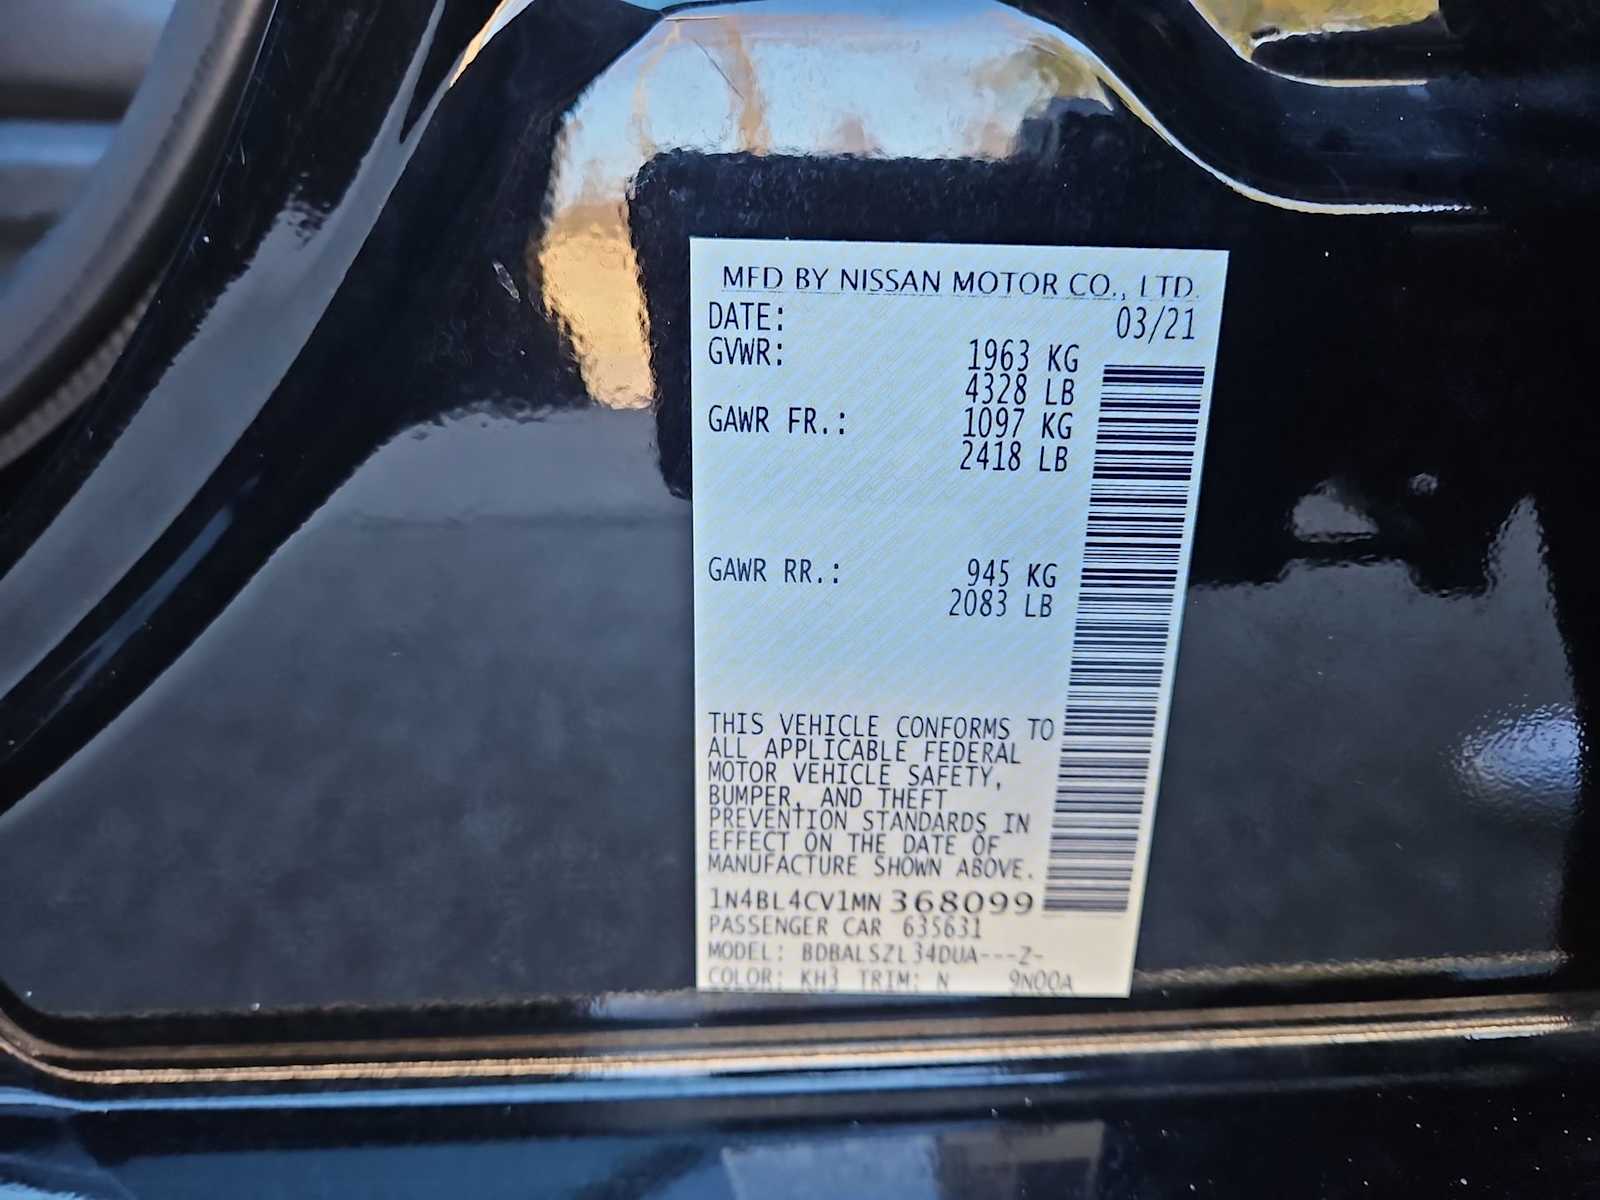 MFD BY NISSAN MOTOR CO., LTD.
DATE: 03/21
GVWR: 1963 KG
4328 LB
GAWR FR.: 1097 KG
2418 LB
GAWR RR.: 945 KG
2083 LB
THIS VEHICLE CONFORMS TO
ALL APPLICABLE FEDERAL
MOTOR VEHICLE SAFETY,
BUMPER, AND THEFT
PREVENTION STANDARDS IN
EFFECT ON THE DATE OF
MANUFACTURE SHOWN ABOVE.
1N4BL4CV1MN368099
PASSENGER CAR 635631
MODEL: BDBALSZL34DUA---Z-
COLOR: KH3 TRIM: N 9N00A